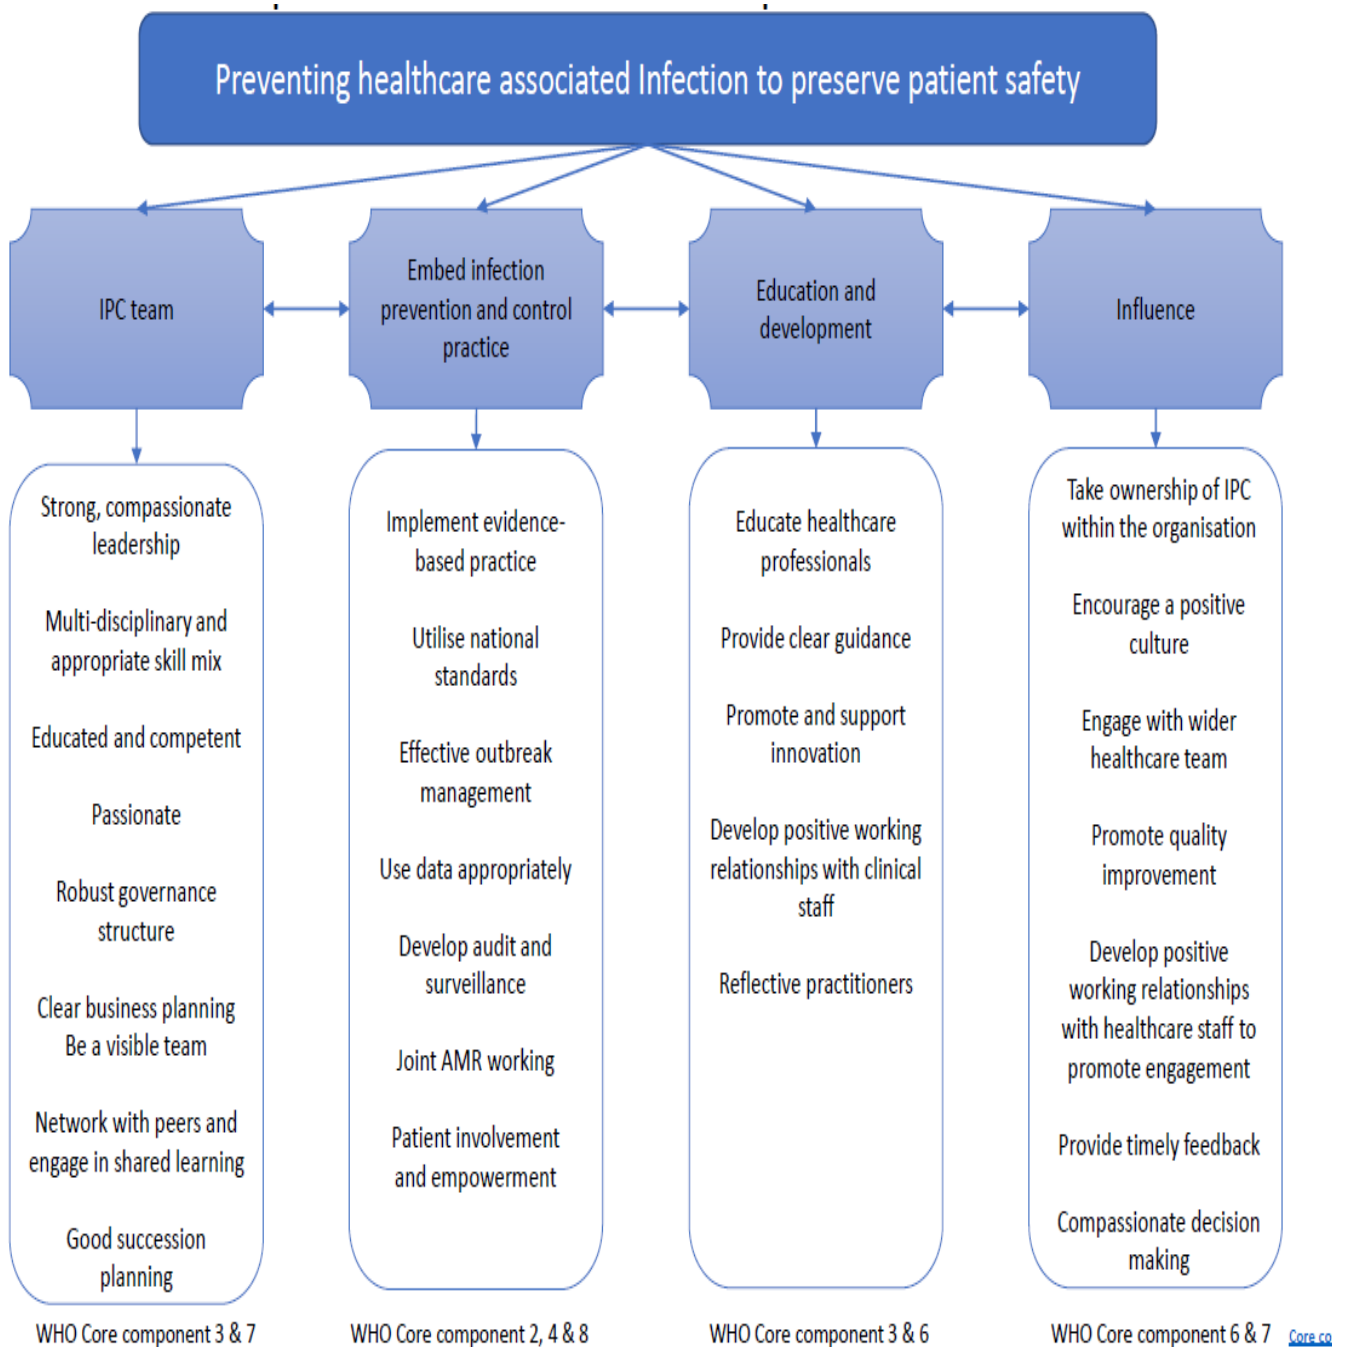 Preventing healthcare associated Infection to preserve patient safety
IPC team
Embed infection
prevention and control
practice
Education and
development
Influence
Strong, compassionate
leadership
Multi-disciplinary and
appropriate skill mix
Educated and competent
Passionate
Robust governance
structure
Clear business planning
Be a visible team
Network with peers and
engage in shared learning
Good succession
planning
Implement evidence-
based practice
Utilise national
standards
Effective outbreak
management
Use data appropriately
Develop audit and
surveillance
Joint AMR working
Patient involvement
and empowerment
Educate healthcare
professionals
Provide clear guidance
Promote and support
innovation
Develop positive working
relationships with clinical
staff
Reflective practitioners
Take ownership of IPC
within the organisation
Encourage a positive
culture
Engage with wider
healthcare team
Promote quality
improvement
Develop positive
working relationships
with healthcare staff to
promote engagement
Provide timely feedback
Compassionate decision
making
WHO Core component 3 & 7
WHO Core component 2, 4 & 8
WHO Core component 3 & 6
WHO Core component 6 & 7
Core co